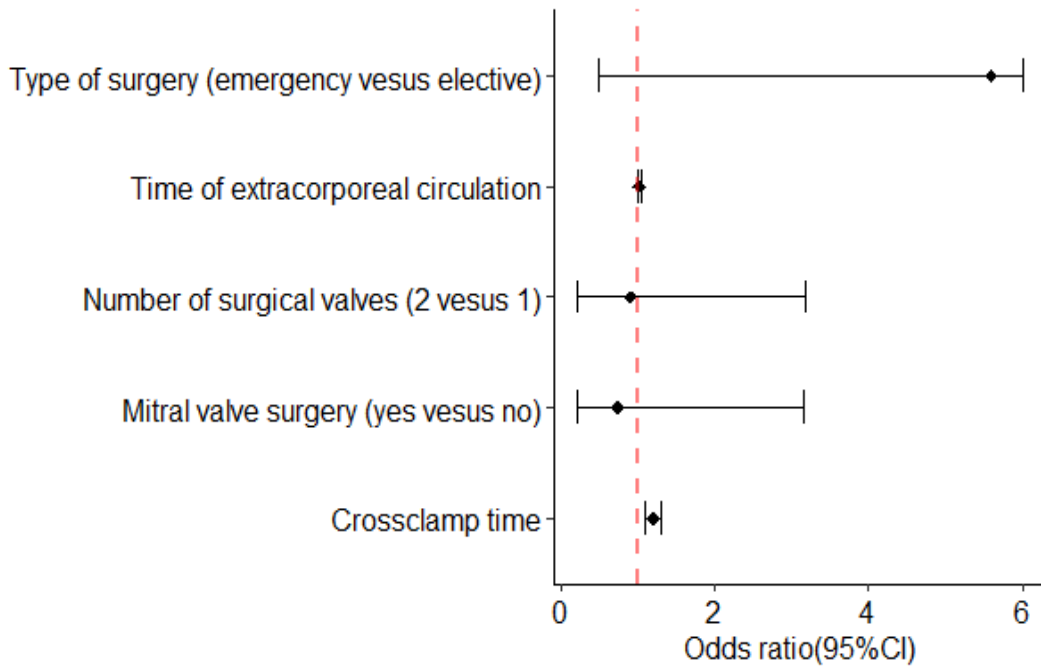 Type of surgery (emergency vesus elective)
Time of extracorporeal circulation
Number of surgical valves (2 vesus 1)
Mitral valve surgery (yes vesus no)
Crossclamp time
0 2 4 6
Odds ratio(95%CI)